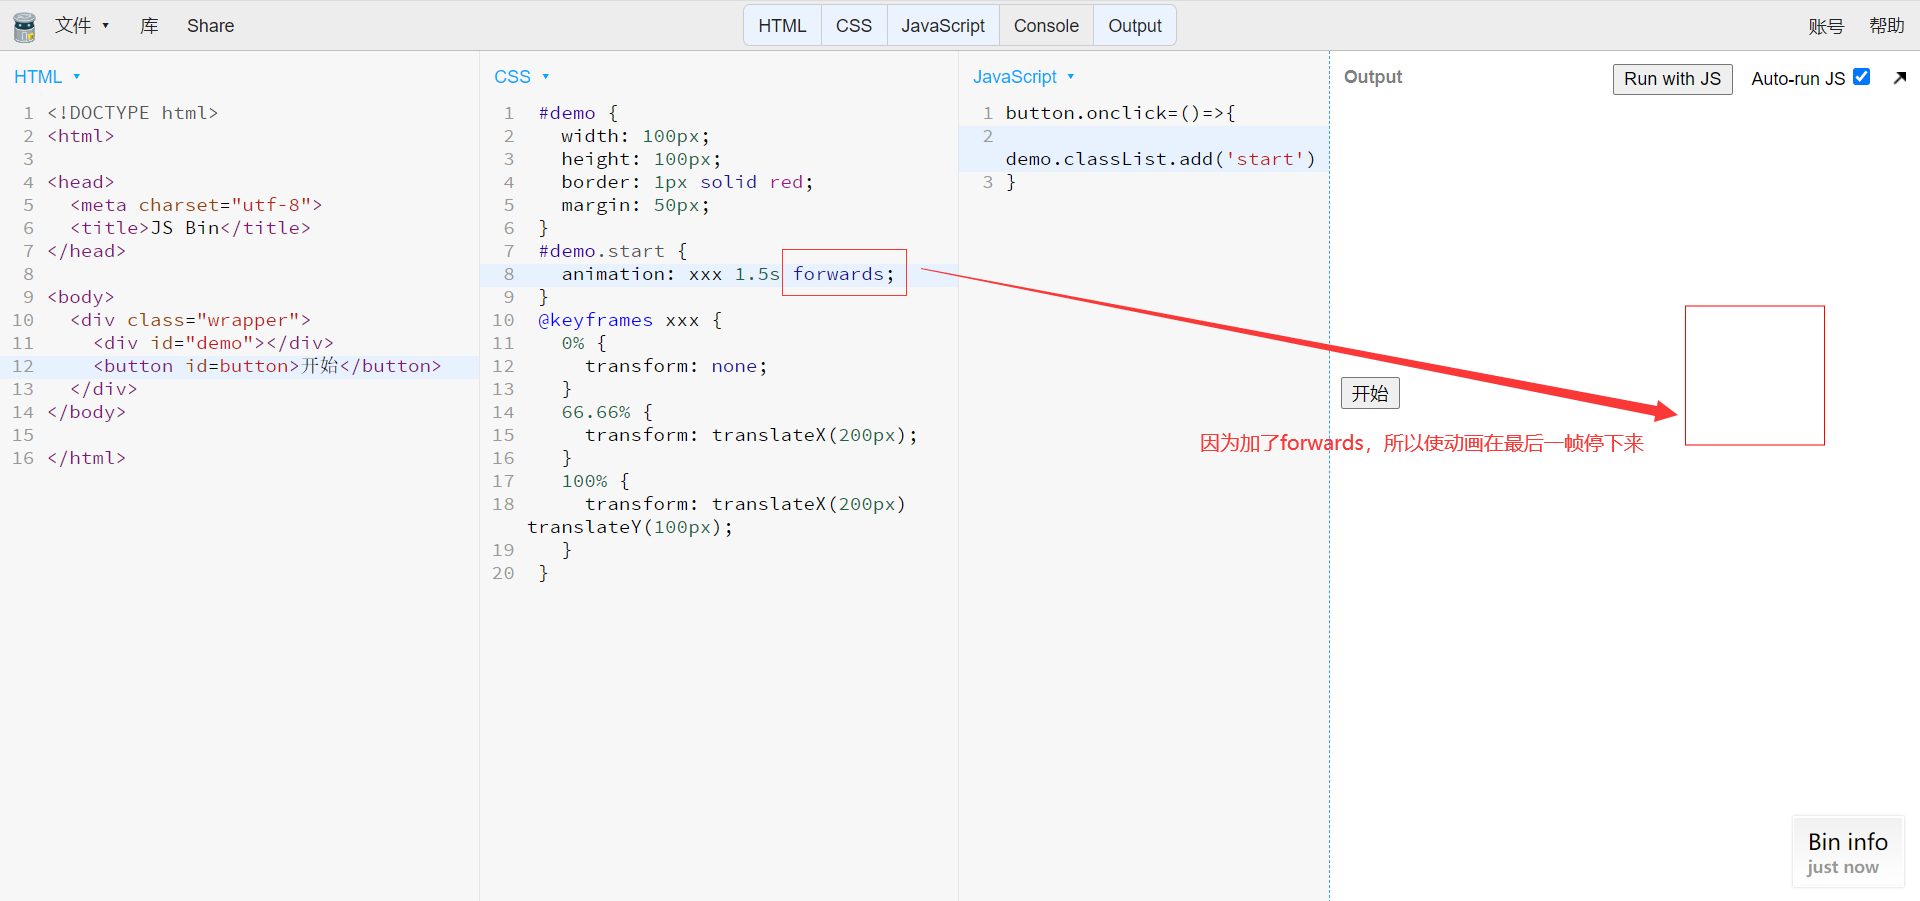 文件 ▾ 库 Share HTML CSS JavaScript Console Output 账号 帮助
HTML ▾
1 <!DOCTYPE html>
2 <html>
3
4 <head>
5   <meta charset="utf-8">
6   <title>JS Bin</title>
7 </head>
8
9 <body>
10   <div class="wrapper">
11     <div id="demo"></div>
12     <button id=button>开始</button>
13   </div>
14 </body>
15
16 </html>
CSS ▾
1 #demo {
2   width: 100px;
3   height: 100px;
4   border: 1px solid red;
5   margin: 50px;
6 }
7 #demo.start {
8   animation: xxx 1.5s forwards;
9 }
10 @keyframes xxx {
11   0% {
12     transform: none;
13   }
14   66.66% {
15     transform: translateX(200px);
16   }
17   100% {
18     transform: translateX(200px)
translateY(100px);
19   }
20 }
JavaScript ▾
1 button.onclick=()=>{
2
demo.classList.add('start')
3 }
Output Run with JS Auto-run JS
开始
因为加了forwards，所以使动画在最后一帧停下来
Bin info
just now